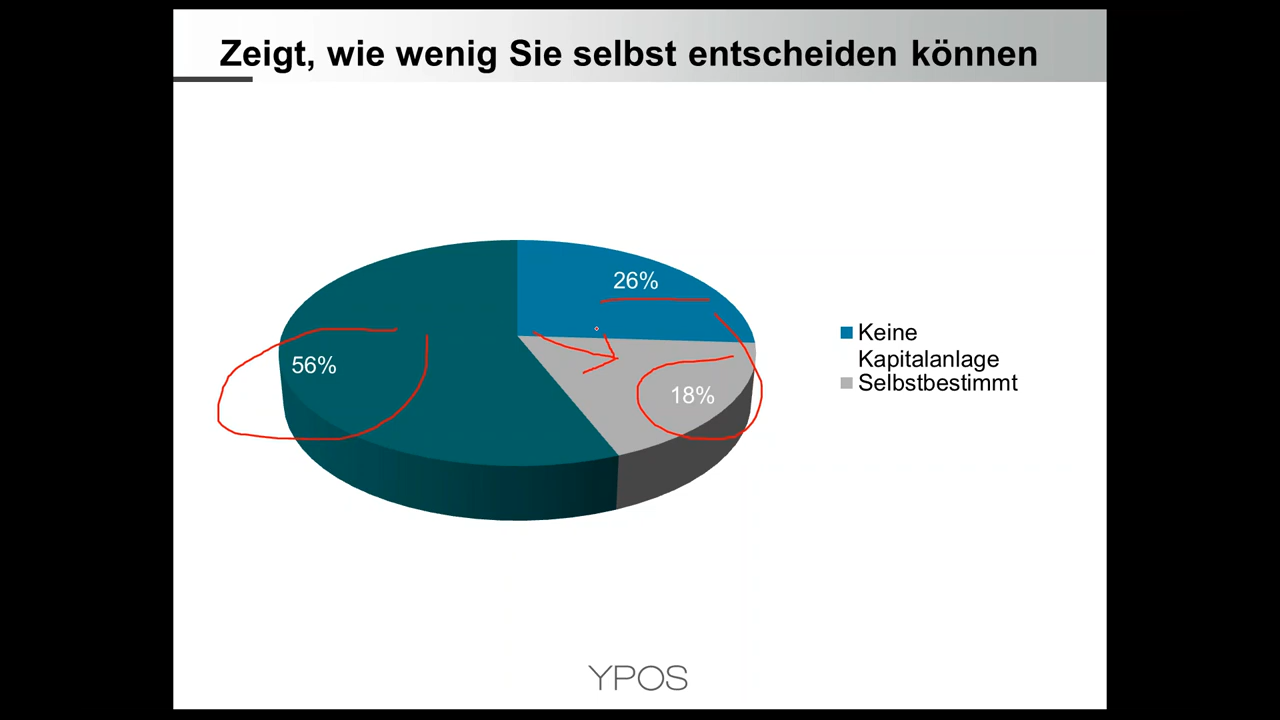 Zeigt, wie wenig Sie selbst entscheiden können
26%
56%
18%
Keine
Kapitalanlage
Selbstbestimmt
YPOS